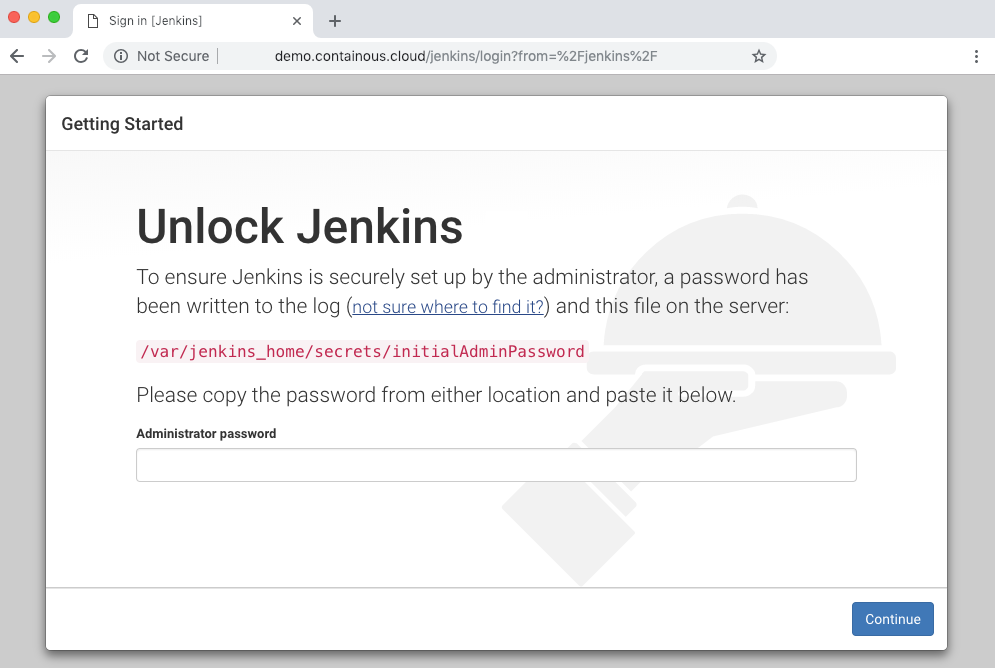 Sign in [Jenkins]
Not Secure
demo.containous.cloud/jenkins/login?from=%2Fjenkins%2F
Getting Started
Unlock Jenkins
To ensure Jenkins is securely set up by the administrator, a password has
been written to the log (not sure where to find it?) and this file on the server:
/var/jenkins_home/secrets/initialAdminPassword
Please copy the password from either location and paste it below.
Administrator password
Continue